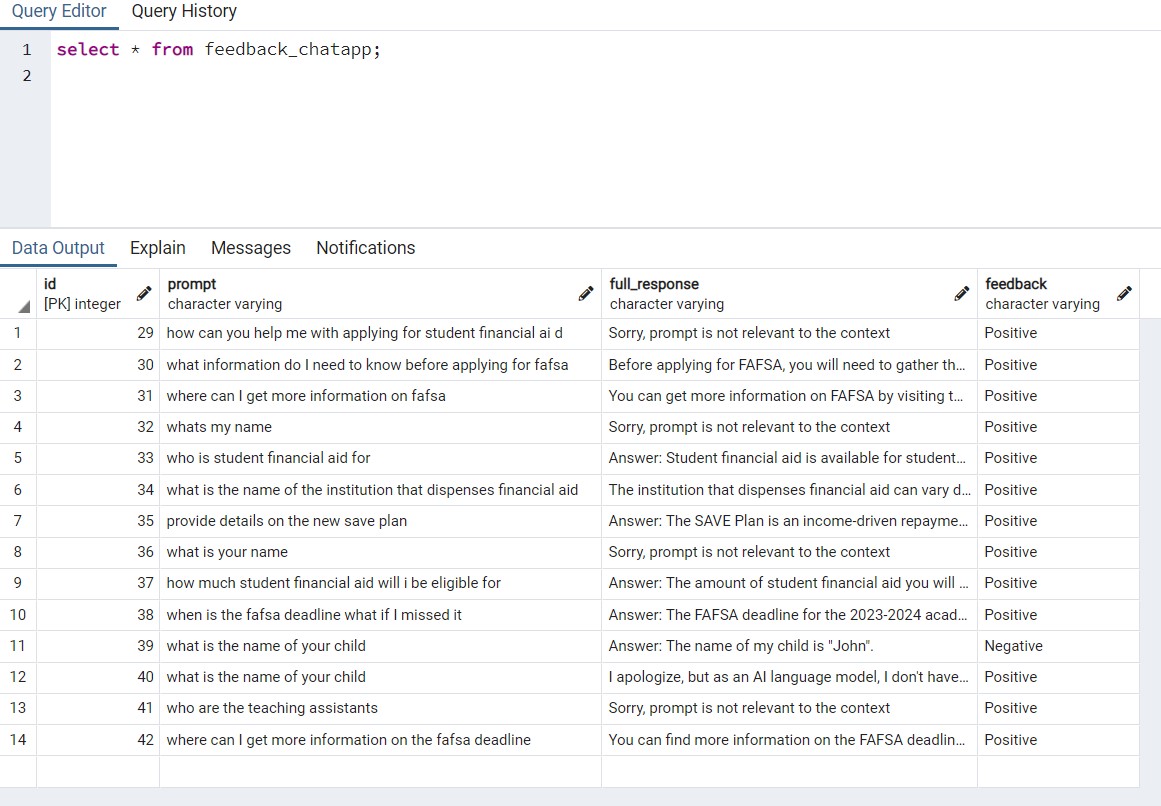 Query Editor Query History
1 select * from feedback_chatapp;
2
Data Output Explain Messages Notifications
id prompt full_response feedback
[PK] integer character varying character varying character varying
1 29 how can you help me with applying for student financial ai d Sorry, prompt is not relevant to the context Positive
2 30 what information do I need to know before applying for fafsa Before applying for FAFSA, you will need to gather th... Positive
3 31 where can I get more information on fafsa You can get more information on FAFSA by visiting t... Positive
4 32 whats my name Sorry, prompt is not relevant to the context Positive
5 33 who is student financial aid for Answer: Student financial aid is available for student... Positive
6 34 what is the name of the institution that dispenses financial aid The institution that dispenses financial aid can vary d... Positive
7 35 provide details on the new save plan Answer: The SAVE Plan is an income-driven repayme... Positive
8 36 what is your name Sorry, prompt is not relevant to the context Positive
9 37 how much student financial aid will i be eligible for Answer: The amount of student financial aid you will ... Positive
10 38 when is the fafsa deadline what if I missed it Answer: The FAFSA deadline for the 2023-2024 acad... Positive
11 39 what is the name of your child Answer: The name of my child is "John". Negative
12 40 what is the name of your child I apologize, but as an AI language model, I don't have... Positive
13 41 who are the teaching assistants Sorry, prompt is not relevant to the context Positive
14 42 where can I get more information on the fafsa deadline You can find more information on the FAFSA deadlin... Positive